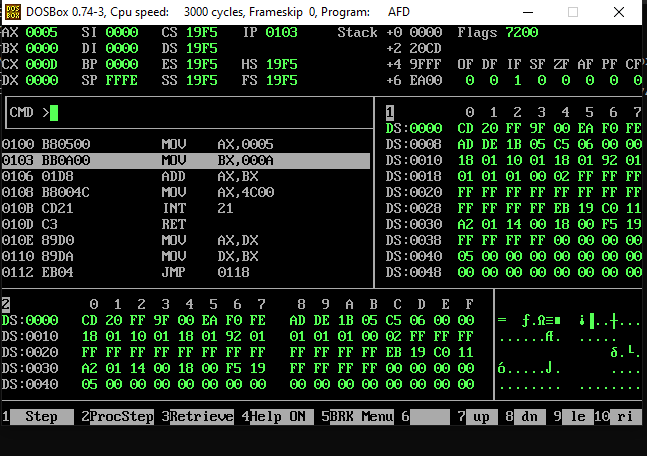 DOSBox 0.74-3, Cpu speed: 3000 cycles, Frameskip 0, Program: AFD
AX 0005 SI 0000 CS 19F5 IP 0103 Stack +0 0000 Flags 7200
BX 0000 DI 0000 DS 19F5 +2 20CD
CX 000D BP 0000 ES 19F5 HS 19F5 +4 9FFF OF DF IF SF ZF AF PF CF
DX 0000 SP FFFE SS 19F5 FS 19F5 +6 EA00 0 0 1 0 0 0 0 0
CMD >
0100 B80500 MOV AX,0005
0103 BB0A00 MOV BX,000A
0106 01D8 ADD AX,BX
0108 B8004C MOV AX,4C00
010B CD21 INT 21
010D C3 RET
010E 89D0 MOV AX,DX
0110 89DA MOV DX,BX
0112 EB04 JMP 0118
1 0 1 2 3 4 5 6 7
DS:0000 CD 20 FF 9F 00 EA F0 FE
DS:0008 AD DE 1B 05 C5 06 00 00
DS:0010 18 01 10 01 18 01 92 01
DS:0018 01 01 01 00 02 FF FF FF
DS:0020 FF FF FF FF FF FF FF FF
DS:0028 FF FF FF FF EB 19 C0 11
DS:0030 A2 01 14 00 18 00 F5 19
DS:0038 FF FF FF FF 00 00 00 00
DS:0040 05 00 00 00 00 00 00 00
DS:0048 00 00 00 00 00 00 00 00
2 0 1 2 3 4 5 6 7 8 9 A B C D E F
DS:0000 CD 20 FF 9F 00 EA F0 FE AD DE 1B 05 C5 06 00 00 = ƒ.Ω≡■ ¡▐..┼...
DS:0010 18 01 10 01 18 01 92 01 01 01 01 00 02 FF FF FF ......Æ. .....
DS:0020 FF FF FF FF FF FF FF FF FF FF FF FF EB 19 C0 11 δ.└.
DS:0030 A2 01 14 00 18 00 F5 19 FF FF FF FF 00 00 00 00 ó.....⌡. ....
DS:0040 05 00 00 00 00 00 00 00 00 00 00 00 00 00 00 00 ........ ........
1 Step 2ProcStep 3Retrieve 4Help ON 5BRK Menu 6 7 up 8 dn 9 le 10 ri